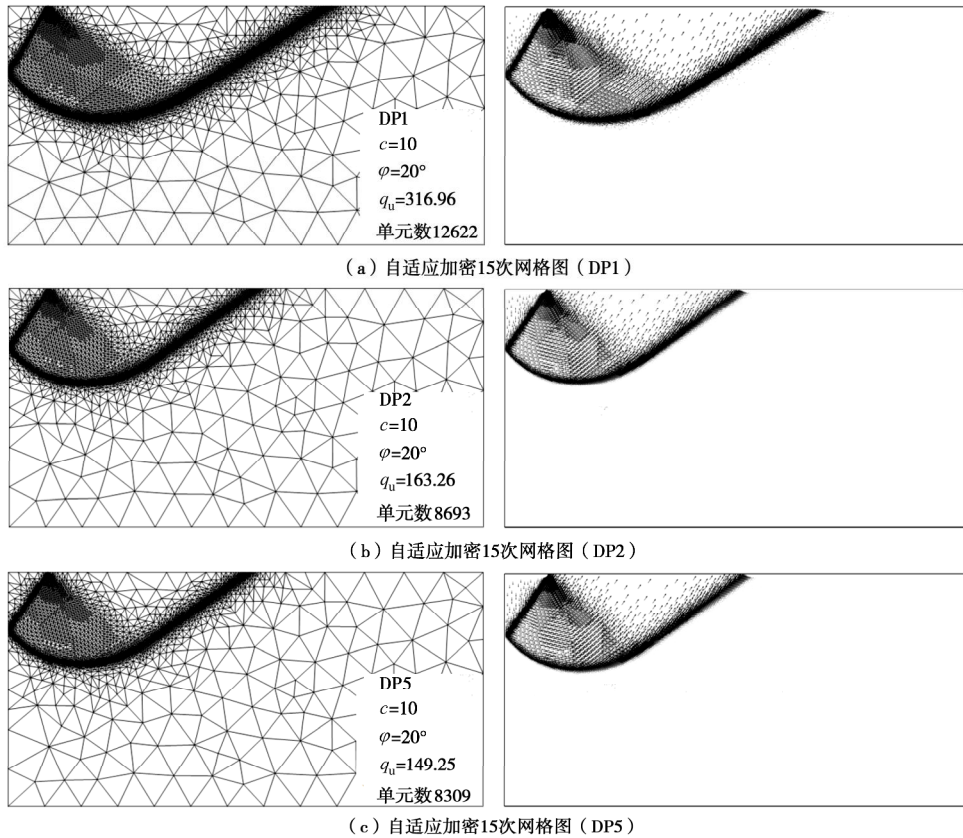 DP1
c=10
φ=20°
qu=316.96
单元数12622
（a）自适应加密15次网格图（DP1）
DP2
c=10
φ=20°
qu=163.26
单元数8693
（b）自适应加密15次网格图（DP2）
DP5
c=10
φ=20°
qu=149.25
单元数8309
（c）自适应加密15次网格图（DP5）